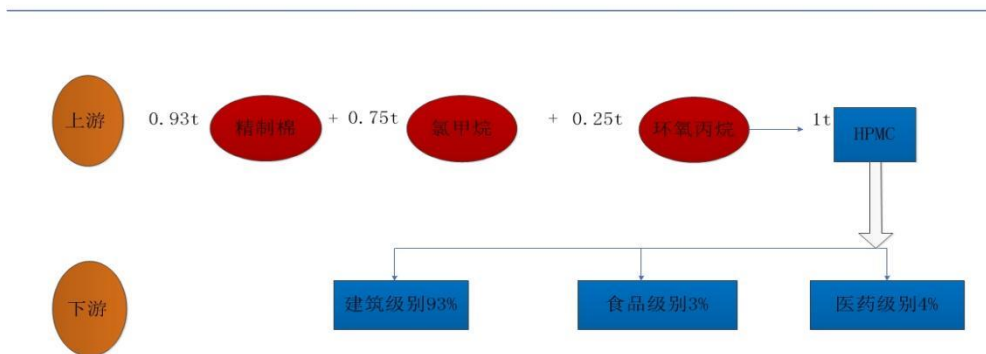 上游 0.93t 精制棉 + 0.75t 氯甲烷 + 0.25t 环氧丙烷 1t HPMC
下游 建筑级别93% 食品级别3% 医药级别4%